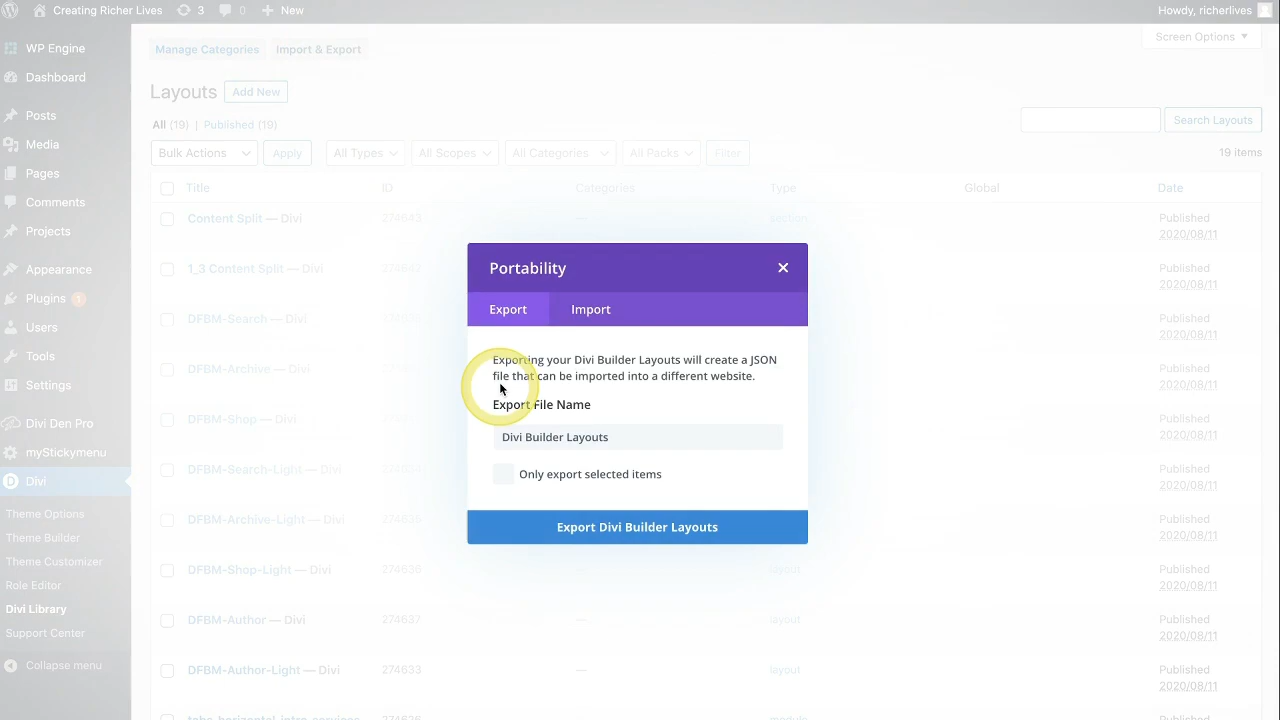 Creating Richer Lives
3
0
New
Howdy, richerlives
WP Engine
Dashboard
Posts
Media
Pages
Comments
Projects
Appearance
Plugins 1
Users
Tools
Settings
Divi Den Pro
myStickymenu
Divi
Theme Options
Theme Builder
Theme Customizer
Role Editor
Divi Library
Support Center
Collapse menu
Manage Categories
Import & Export
Screen Options
Layouts
Add New
All (19) | Published (19)
Search Layouts
Bulk Actions
Apply
All Types
All Scopes
All Categories
All Packs
Filter
19 items
Title
ID
Categories
Type
Global
Date
Content Split — Divi
274643
—
section
Published
2020/08/11
1_3 Content Split — Divi
Published
2020/08/11
DFBM-Search — Divi
Published
2020/08/11
DFBM-Archive — Divi
Published
2020/08/11
DFBM-Shop — Divi
Published
2020/08/11
DFBM-Search-Light — Divi
Published
2020/08/11
DFBM-Archive-Light — Divi
Published
2020/08/11
DFBM-Shop-Light — Divi
274636
—
layout
Published
2020/08/11
DFBM-Author — Divi
274637
—
layout
Published
2020/08/11
DFBM-Author-Light — Divi
274633
—
layout
Published
2020/08/11
Portability
Export
Import
Exporting your Divi Builder Layouts will create a JSON
file that can be imported into a different website.
Export File Name
Divi Builder Layouts
Only export selected items
Export Divi Builder Layouts